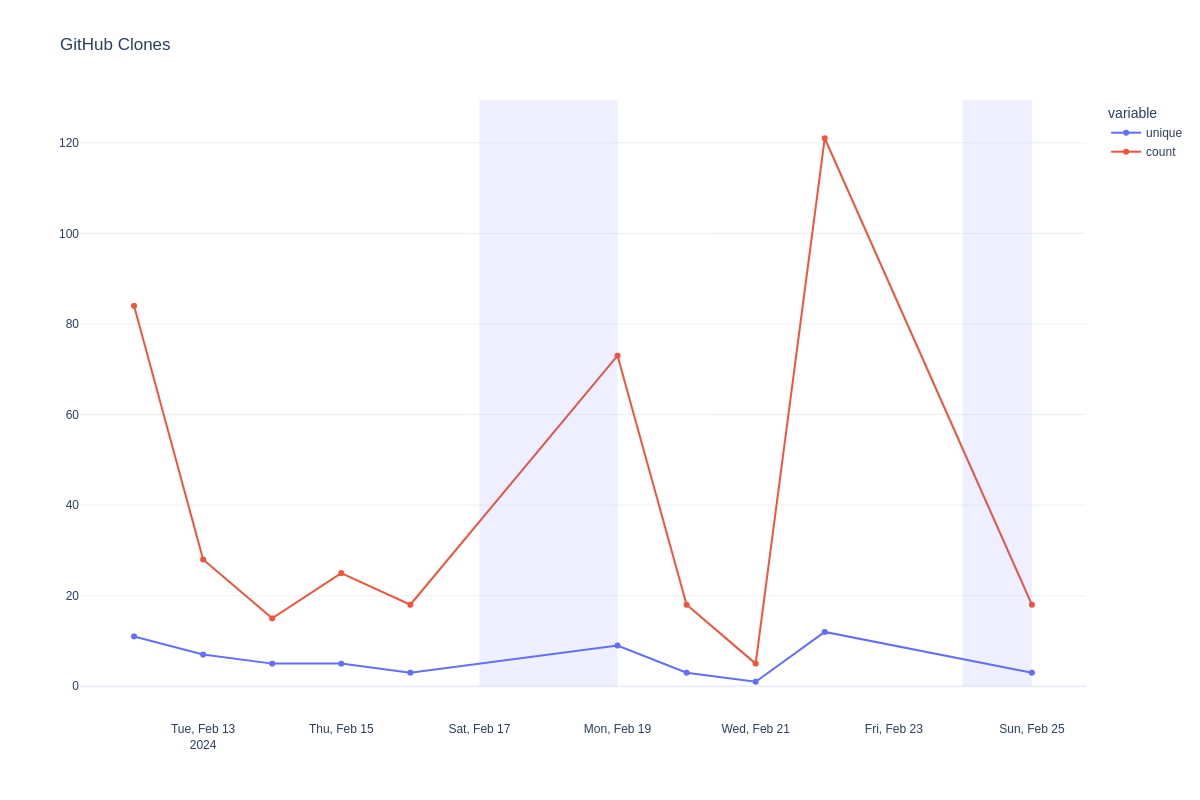 GitHub Clones
variable
unique
count
120
100
80
60
40
20
0
Tue, Feb 13
2024
Thu, Feb 15
Sat, Feb 17
Mon, Feb 19
Wed, Feb 21
Fri, Feb 23
Sun, Feb 25